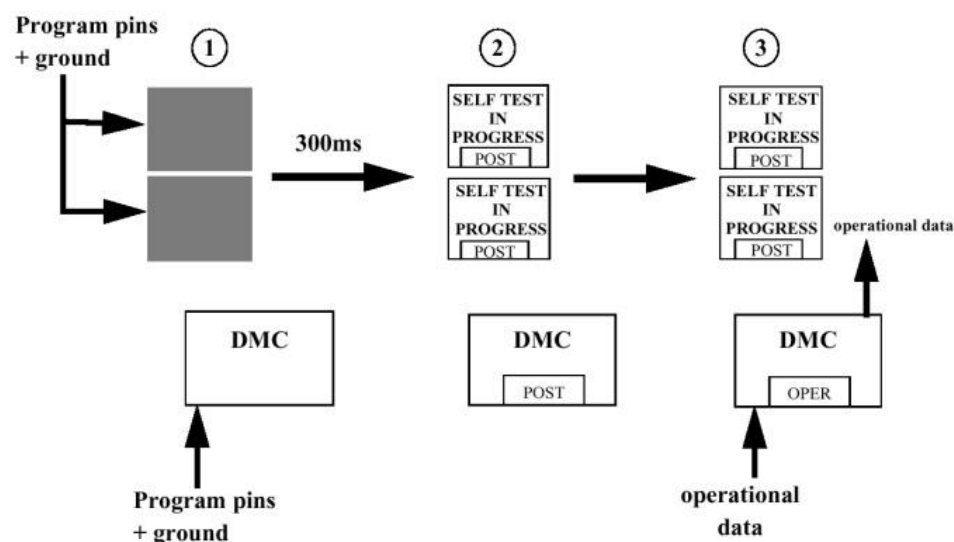 Program pins
+ ground
1
2
3
300ms
SELF TEST
IN
PROGRESS
POST
SELF TEST
IN
PROGRESS
POST
SELF TEST
IN
PROGRESS
POST
SELF TEST
IN
PROGRESS
POST
operational data
DMC
DMC
POST
DMC
OPER
Program pins
+ ground
operational
data